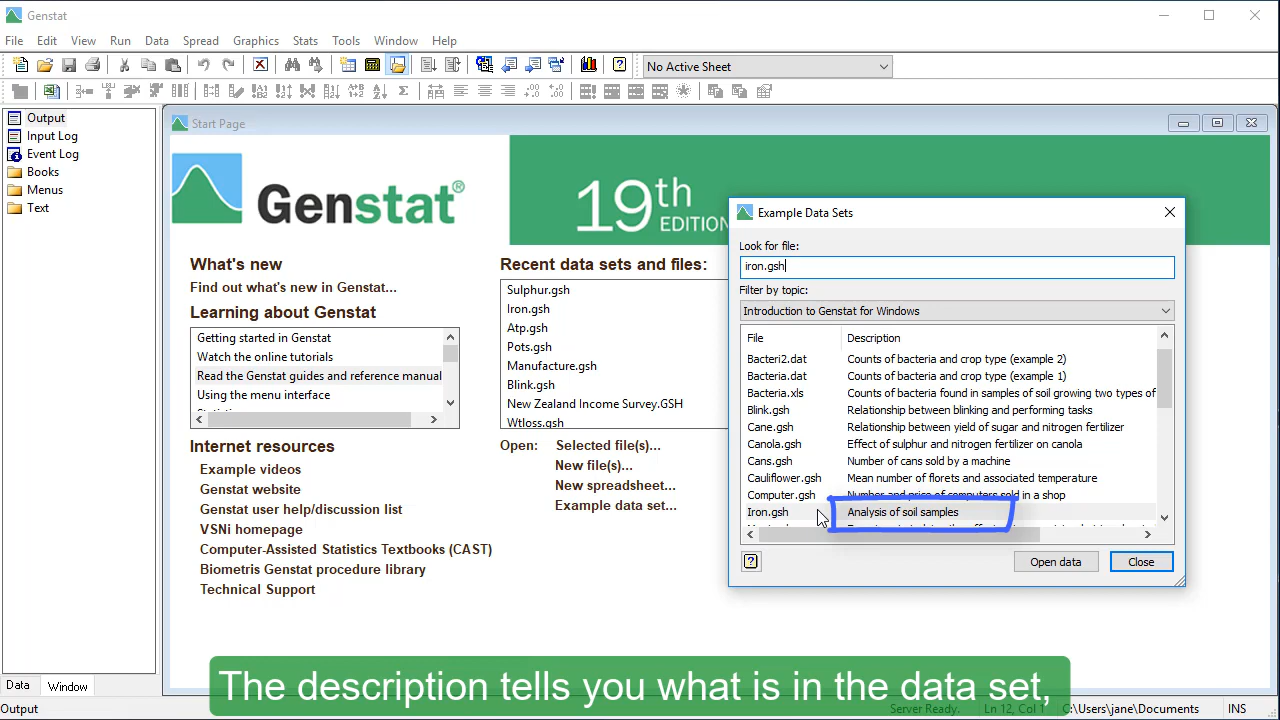 Genstat
File Edit View Run Data Spread Graphics Stats Tools Window Help
No Active Sheet
Output
Input Log
Event Log
Books
Menus
Text
Start Page
Genstat®
19th EDITION
What's new
Find out what's new in Genstat...
Learning about Genstat
Getting started in Genstat
Watch the online tutorials
Read the Genstat guides and reference manual
Using the menu interface
Internet resources
Example videos
Genstat website
Genstat user help/discussion list
VSNi homepage
Computer-Assisted Statistics Textbooks (CAST)
Biometris Genstat procedure library
Technical Support
Recent data sets and files:
Sulphur.gsh
Iron.gsh
Atp.gsh
Pots.gsh
Manufacture.gsh
Blink.gsh
New Zealand Income Survey.GSH
Wtloss.gsh
Open: Selected file(s)...
New file(s)...
New spreadsheet...
Example data set...
Example Data Sets
Look for file:
iron.gsh
Filter by topic:
Introduction to Genstat for Windows
File Description
Bacteri2.dat Counts of bacteria and crop type (example 2)
Bacteria.dat Counts of bacteria and crop type (example 1)
Bacteria.xls Counts of bacteria found in samples of soil growing two types of
Blink.gsh Relationship between blinking and performing tasks
Cane.gsh Relationship between yield of sugar and nitrogen fertilizer
Canola.gsh Effect of sulphur and nitrogen fertilizer on canola
Cans.gsh Number of cans sold by a machine
Cauliflower.gsh Mean number of florets and associated temperature
Computer.gsh Number and price of computers sold in a shop
Iron.gsh Analysis of soil samples
Open data Close
The description tells you what is in the data set,
Data Window
Output Server Ready. Ln 12, Col 1 C:\Users\jane\Documents INS